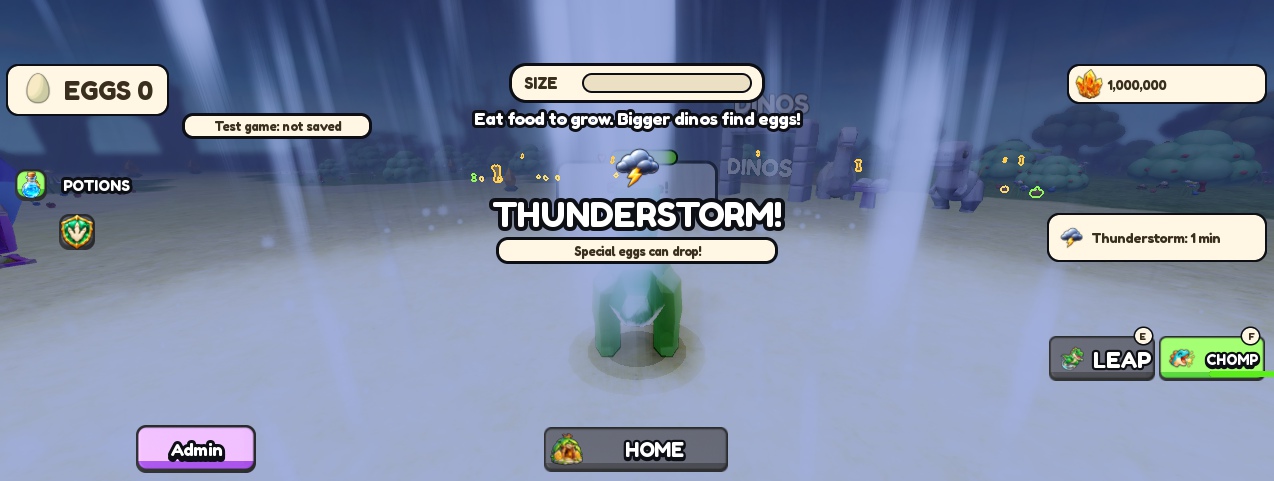 EGGS 0
SIZE
1,000,000
Test game: not saved
Eat food to grow. Bigger dinos find eggs!
DINOS
DINOS
POTIONS
THUNDERSTORM!
Special eggs can drop!
Thunderstorm: 1 min
E
F
LEAP
CHOMP
Admin
HOME